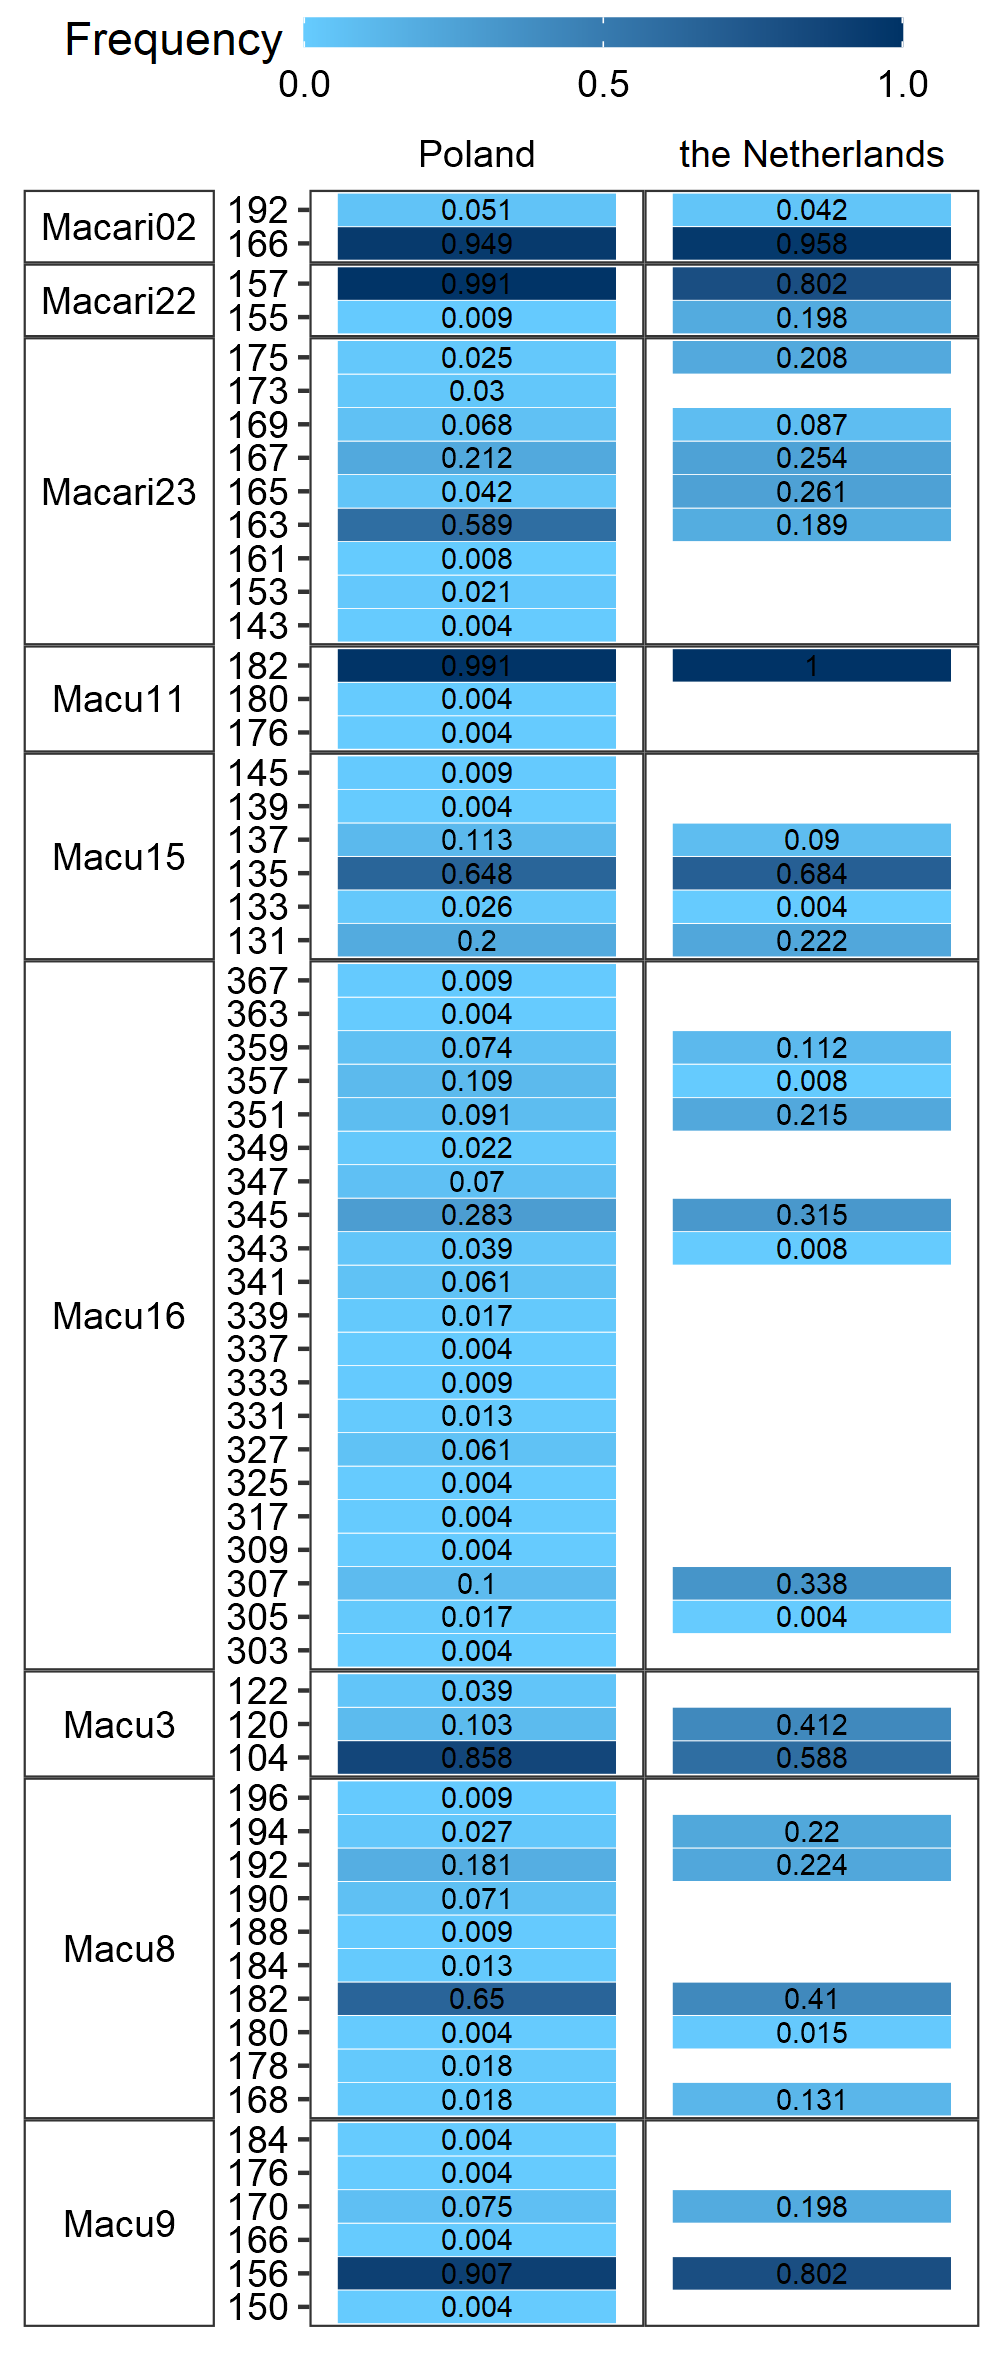 Frequency
0.0 0.5 1.0
Poland the Netherlands
Macari02
192 0.051 0.042
166 0.949 0.958
Macari22
157 0.991 0.802
155 0.009 0.198
Macari23
175 0.025 0.208
173 0.03
169 0.068 0.087
167 0.212 0.254
165 0.042 0.261
163 0.589 0.189
161 0.008
153 0.021
143 0.004
Macu11
182 0.991 1
180 0.004
176 0.004
Macu15
145 0.009
139 0.004
137 0.113 0.09
135 0.648 0.684
133 0.026 0.004
131 0.2 0.222
Macu16
367 0.009
363 0.004
359 0.074 0.112
357 0.109 0.008
351 0.091 0.215
349 0.022
347 0.07
345 0.283 0.315
343 0.039 0.008
341 0.061
339 0.017
337 0.004
333 0.009
331 0.013
327 0.061
325 0.004
317 0.004
309 0.004
307 0.1 0.338
305 0.017 0.004
303 0.004
Macu3
122 0.039
120 0.103 0.412
104 0.858 0.588
Macu8
196 0.009
194 0.027 0.22
192 0.181 0.224
190 0.071
188 0.009
184 0.013
182 0.65 0.41
180 0.004 0.015
178 0.018
168 0.018 0.131
Macu9
184 0.004
176 0.004
170 0.075 0.198
166 0.004
156 0.907 0.802
150 0.004